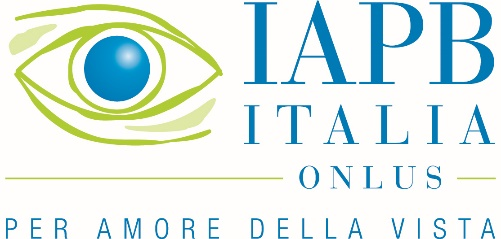 IAPB
ITALIA
ONLUS
PER AMORE DELLA VISTA